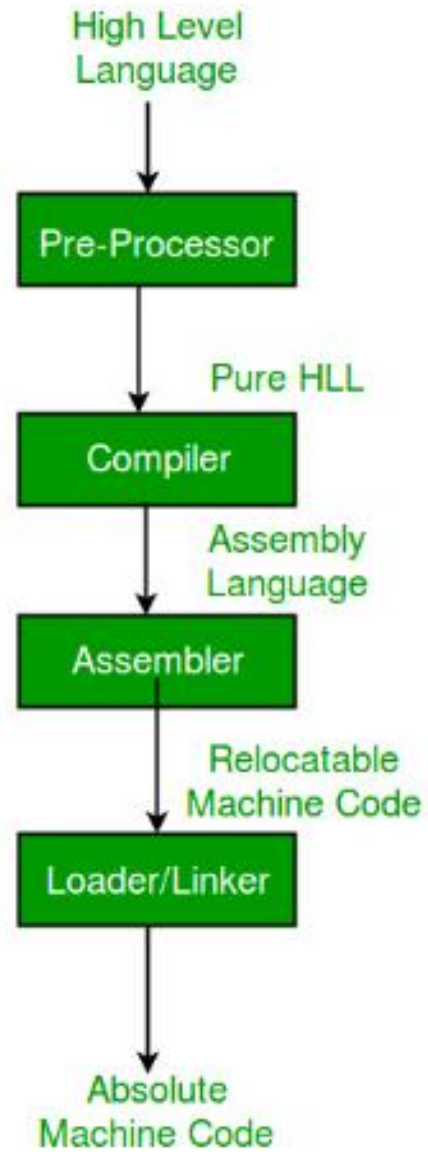 High Level
Language
Pre-Processor
Pure HLL
Compiler
Assembly
Language
Assembler
Relocatable
Machine Code
Loader/Linker
Absolute
Machine Code